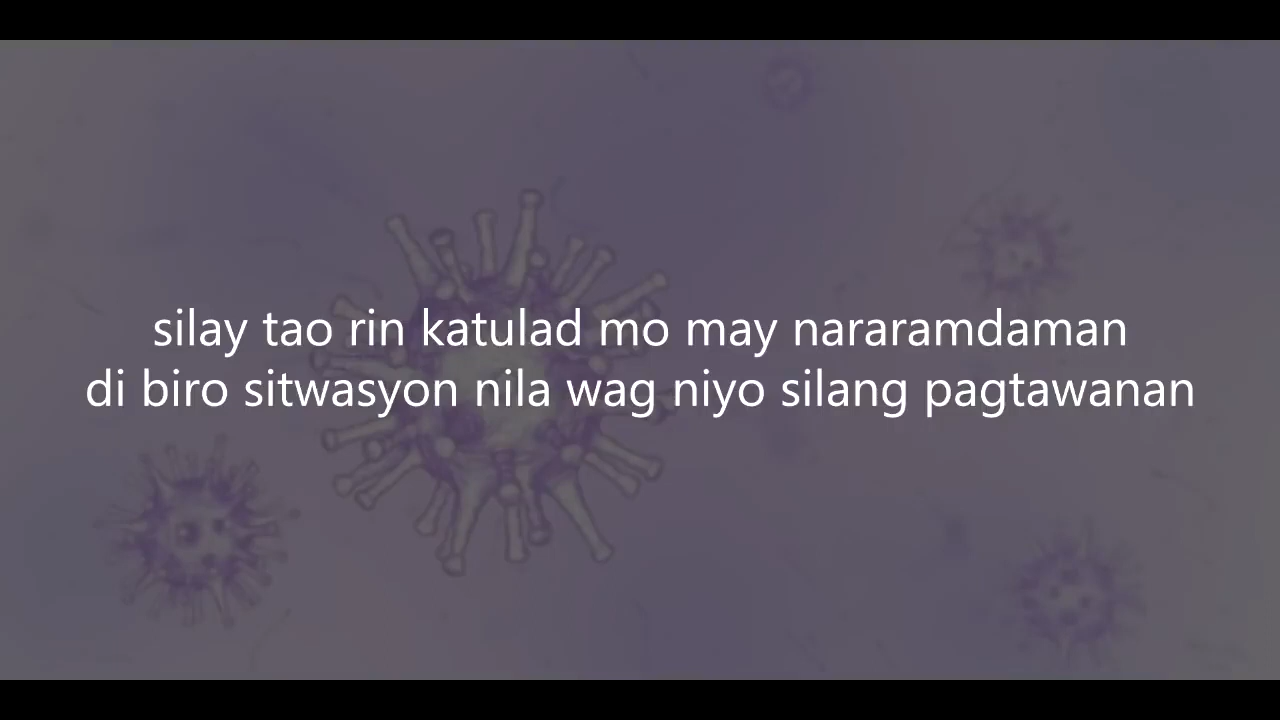 silay tao rin katulad mo may nararamdaman
di biro sitwasyon nila wag niyo silang pagtawanan